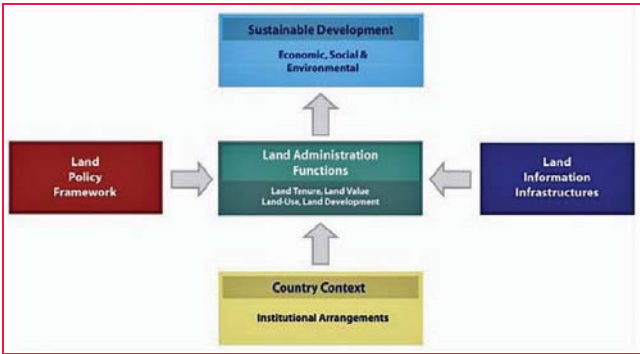 Sustainable Development
Economic, Social &
Environmental
Land
Policy
Framework
Land Administration
Functions
Land Tenure, Land Value
Land-Use, Land Development
Land
Information
Infrastructures
Country Context
Institutional Arrangements